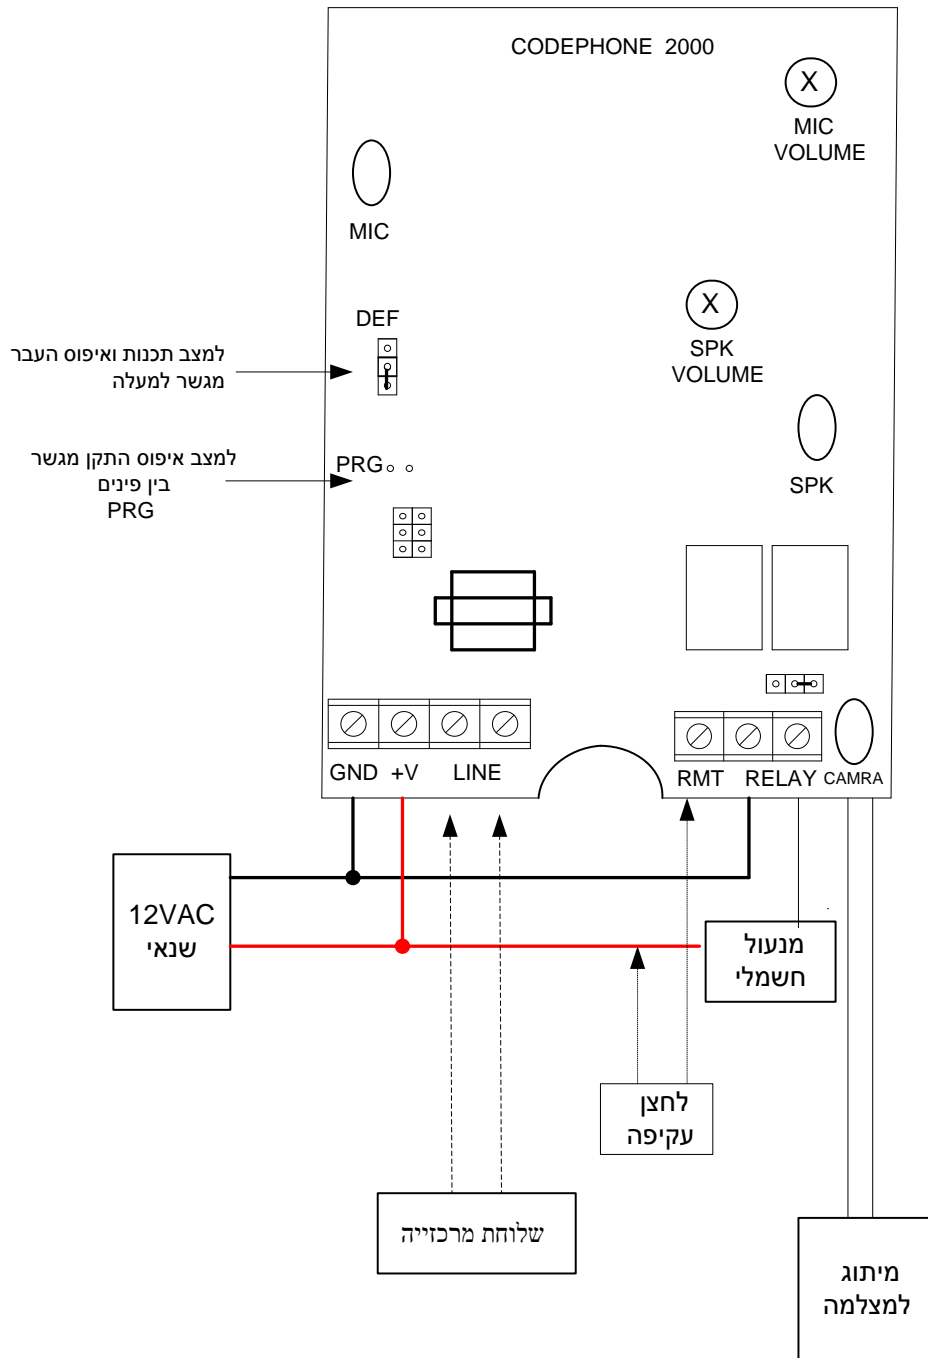 CODEPHONE 2000
X
MIC
VOLUME
MIC
X
SPK
VOLUME
DEF
למצב תכנות ואיפוס העבר
מגשר למעלה
SPK
למצב איפוס התקן מגשר
בין פינים
PRG
PRG
GND +V LINE
RMT RELAY CAMRA
12VAC
שנאי
מנעול
חשמלי
לחצן
עקיפה
שלוחת מרכזייה
מיתוג
למצלמה